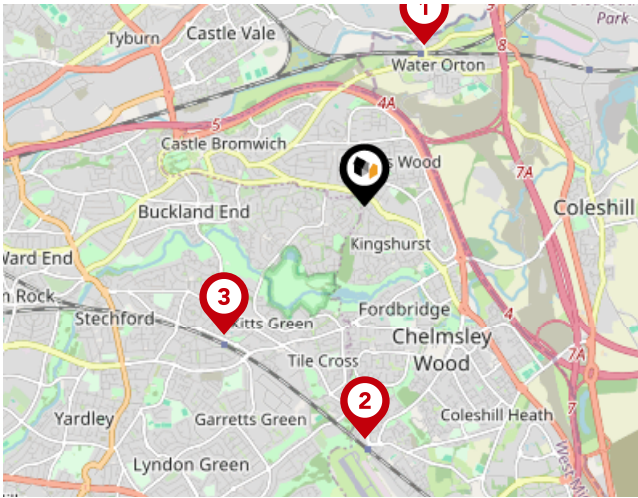 1
9
Park
Tyburn
Castle Vale
8
Water Orton
4A
5
Castle Bromwich
s Wood
7A
Buckland End
Coleshill
Kingshurst
Ward End
n Rock
3
Stechford
Kitts Green
Fordbridge
4
Chelmsley
Wood
Tile Cross
7A
2
7
Yardley
Garretts Green
Coleshill Heath
Lyndon Green
West Mi